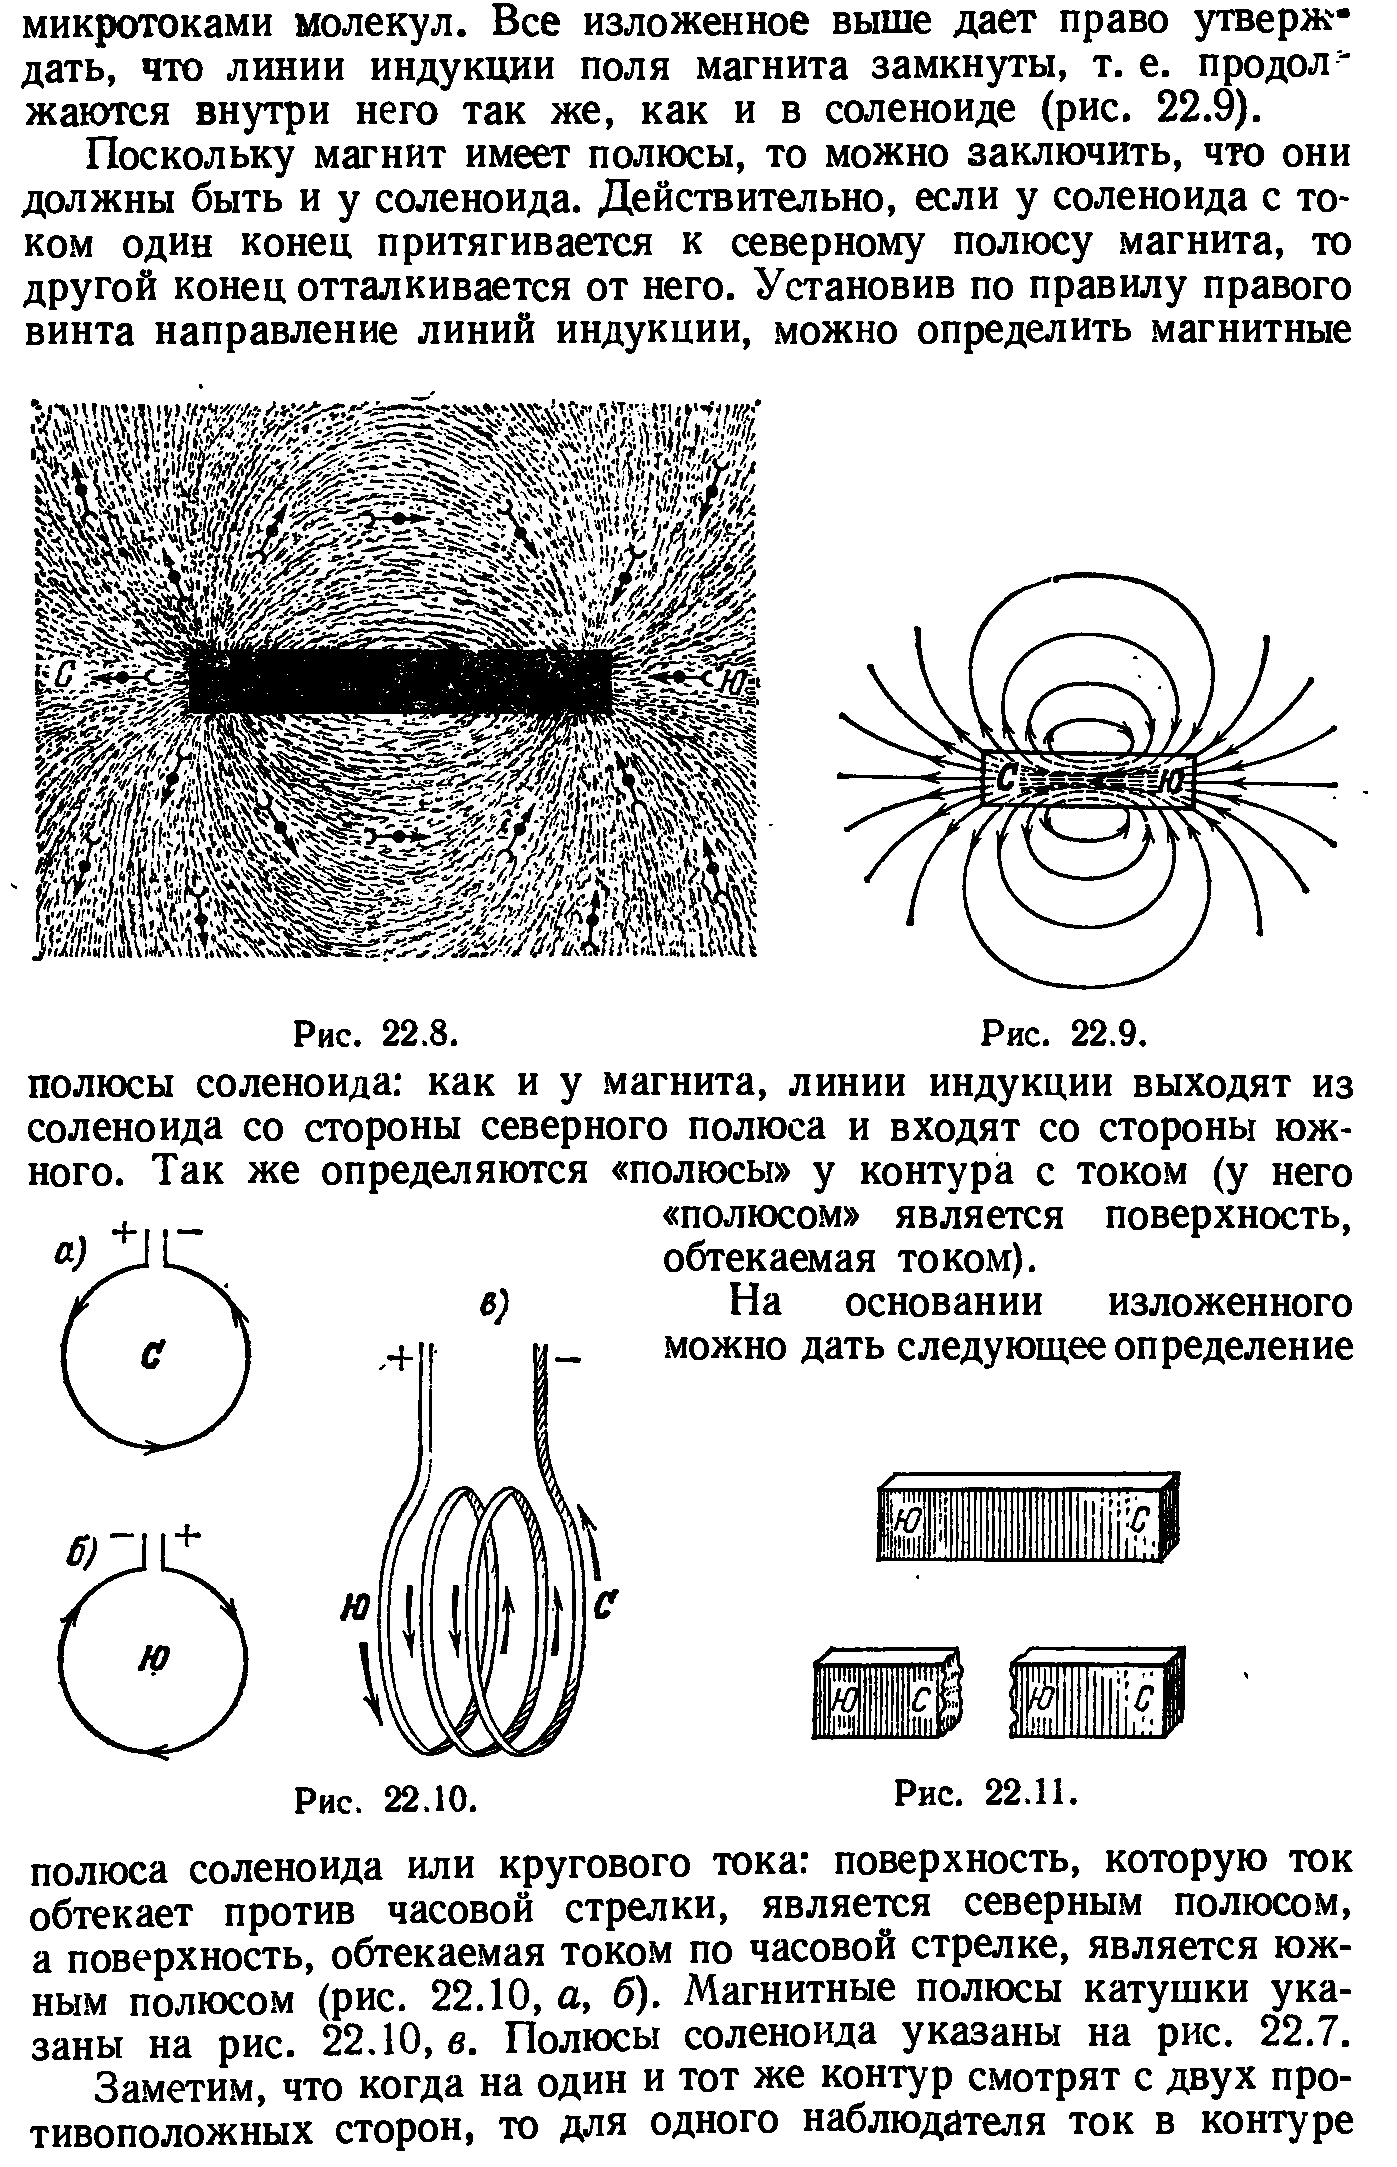 микротоками молекул. Все изложенное выше дает право утверж-
дать, что линии индукции поля магнита замкнуты, т. е. продол-
жаются внутри него так же, как и в соленоиде (рис. 22.9).
Поскольку магнит имеет полюсы, то можно заключить, что они
должны быть и у соленоида. Действительно, если у соленоида с то-
ком один конец притягивается к северному полюсу магнита, то
другой конец отталкивается от него. Установив по правилу правого
винта направление линий индукции, можно определить магнитные
С Ю
С Ю
Рис. 22.8. Рис. 22.9.
полюсы соленоида: как и у магнита, линии индукции выходят из
соленоида со стороны северного полюса и входят со стороны юж-
ного. Так же определяются «полюсы» у контура с током (у него
«полюсом» является поверхность,
обтекаемая током).
На основании изложенного
можно дать следующее определение
а) + −
С
б) − +
Ю
в)
+ −
Ю С
Ю С
Ю С Ю С
Рис. 22.10. Рис. 22.11.
полюса соленоида или кругового тока: поверхность, которую ток
обтекает против часовой стрелки, является северным полюсом,
а поверхность, обтекаемая током по часовой стрелке, является юж-
ным полюсом (рис. 22.10, а, б). Магнитные полюсы катушки ука-
заны на рис. 22.10, в. Полюсы соленоида указаны на рис. 22.7.
Заметим, что когда на один и тот же контур смотрят с двух про-
тивоположных сторон, то для одного наблюдателя ток в контуре